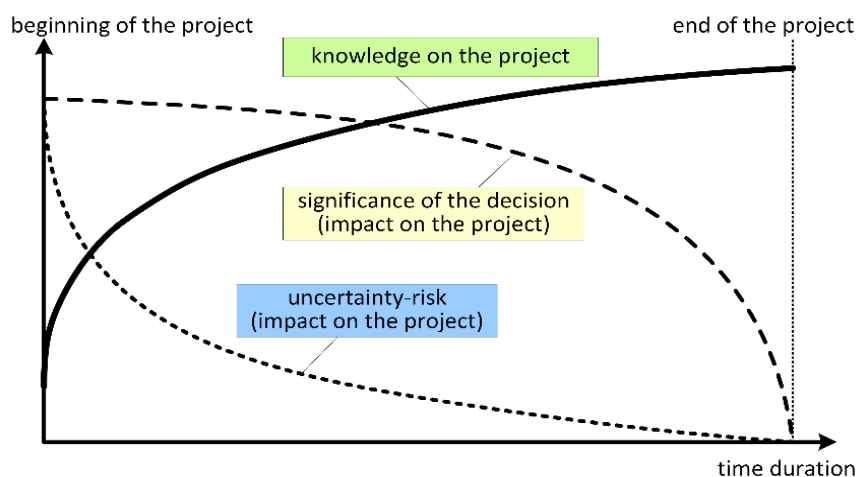 beginning of the project
end of the project
knowledge on the project
significance of the decision
(impact on the project)
uncertainty-risk
(impact on the project)
time duration